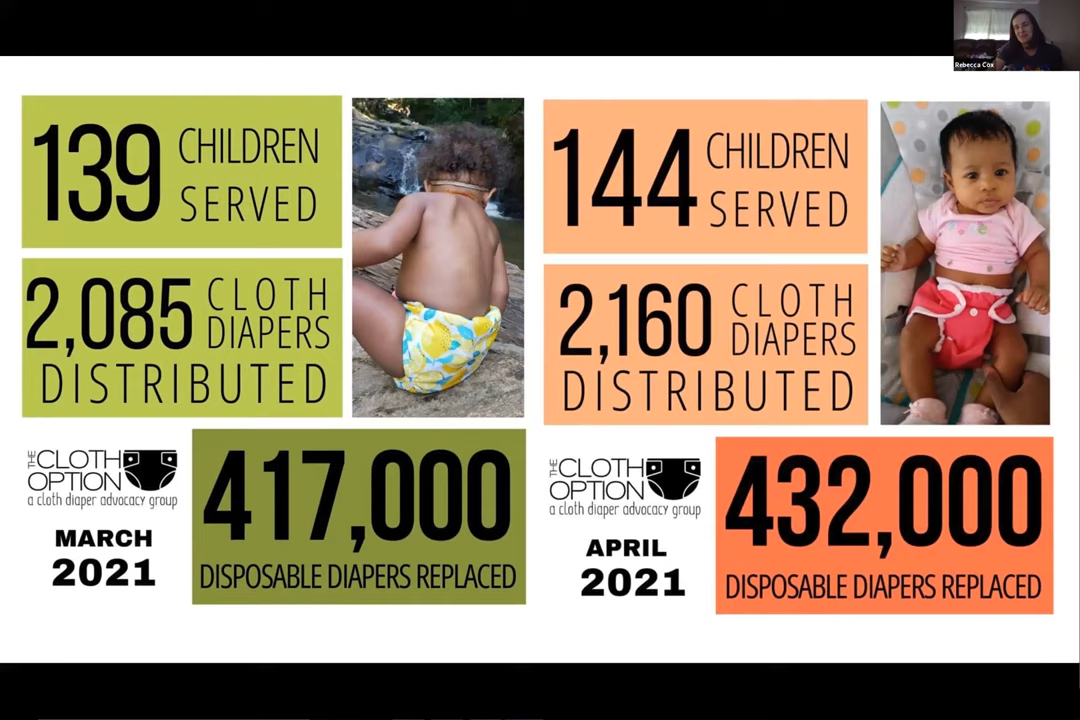 Rebecca Cox
139 CHILDREN
SERVED
2,085 CLOTH
DIAPERS
DISTRIBUTED
THE
CLOTH
OPTION
a cloth diaper advocacy group
MARCH
2021
417,000
DISPOSABLE DIAPERS REPLACED
144 CHILDREN
SERVED
2,160 CLOTH
DIAPERS
DISTRIBUTED
THE
CLOTH
OPTION
a cloth diaper advocacy group
APRIL
2021
432,000
DISPOSABLE DIAPERS REPLACED